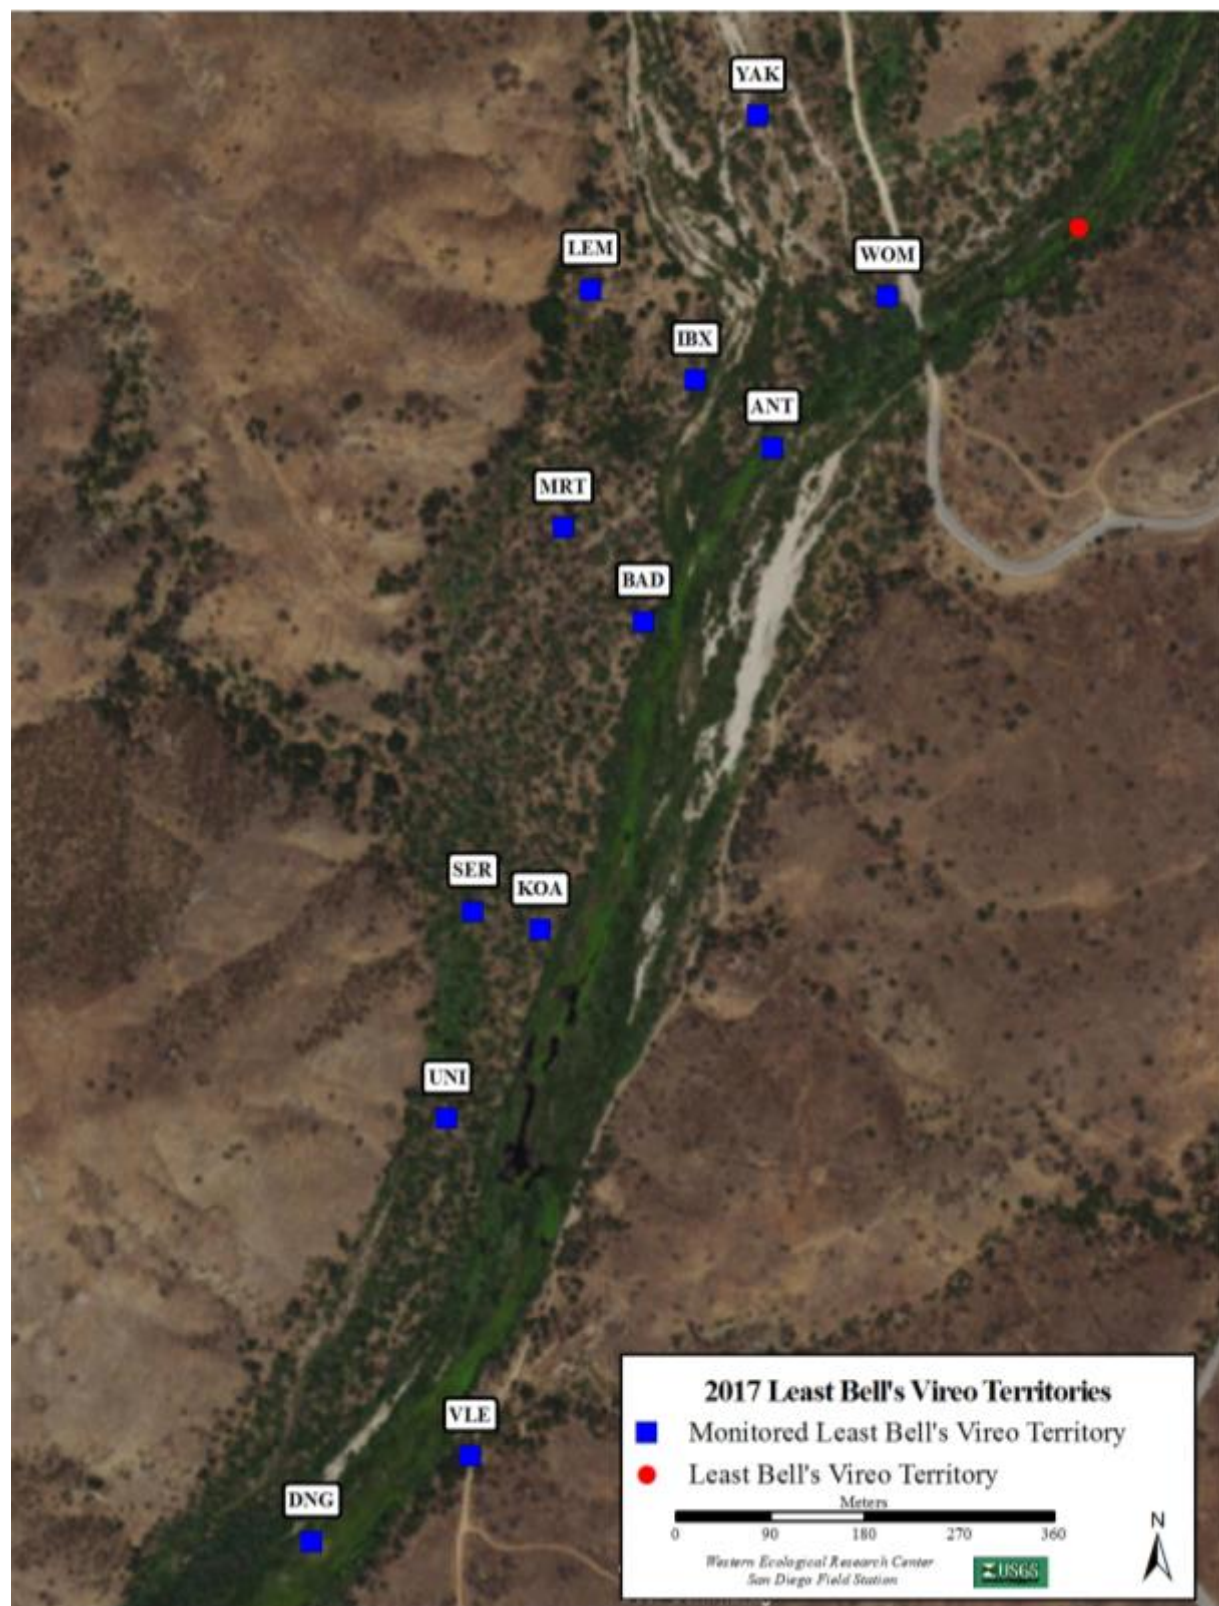 YAK
LEM
WOM
IBX
ANT
MRT
BAD
SER
KOA
UNI
VLE
DNG
2017 Least Bell's Vireo Territories
Monitored Least Bell's Vireo Territory
Least Bell's Vireo Territory
Meters
0 90 180 270 360
N
Western Ecological Research Center
San Diego Field Station
USGS